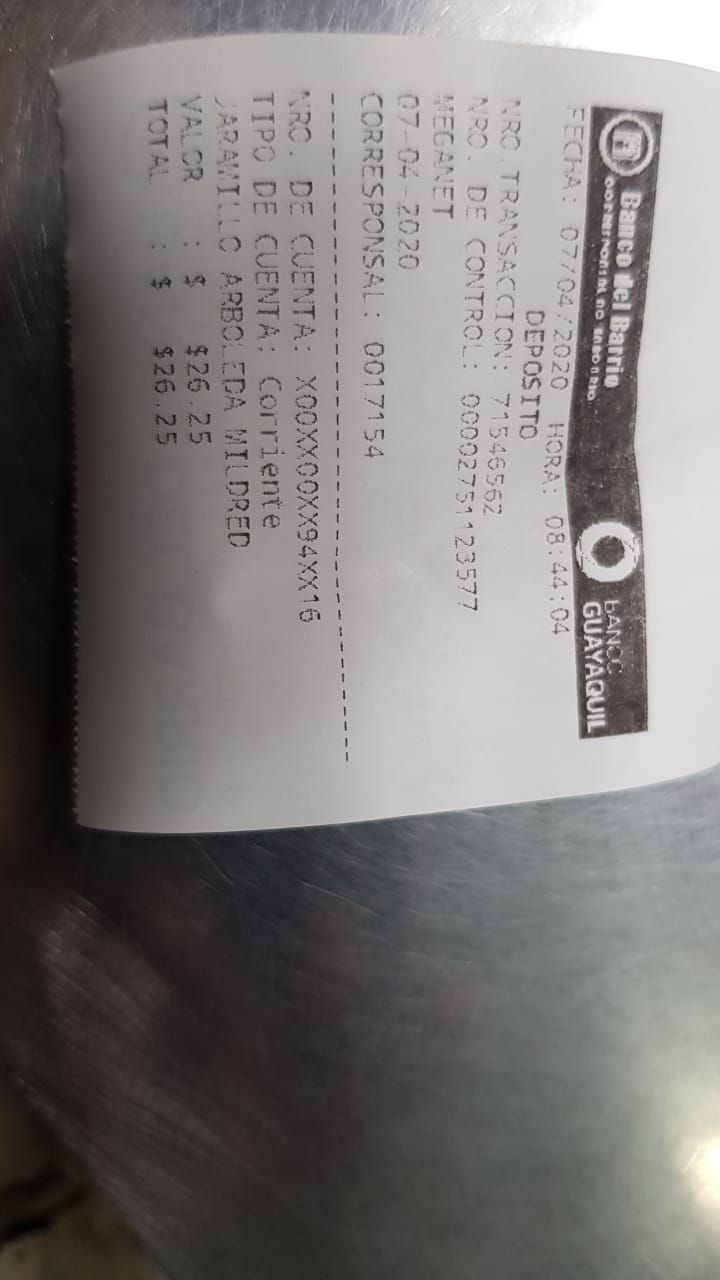 Banco del Barrio
CORRESPONSAL NO BANCARIO
BANCO
GUAYAQUIL
FECHA: 07/04/2020 HORA: 08:44:04
DEPOSITO
NRO.TRANSACCION: 71546562
NRO. DE CONTROL: 00002751123577
MEGANET
07-04-2020
CORRESPONSAL: 0017154
NRO. DE CUENTA: X00XX00XX94XX16
TIPO DE CUENTA: Corriente
JARAMILLO ARBOLEDA MILDRED
VALOR : $ $26.25
TOTAL : $ $26.25